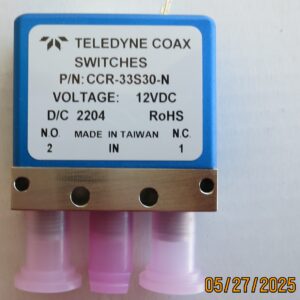 TELEDYNE COAX
SWITCHES
P/N: CCR-33S30-N
VOLTAGE: 12VDC
D/C 2204 RoHS
N.O. MADE IN TAIWAN N.C.
2 IN 1
05/27/2025